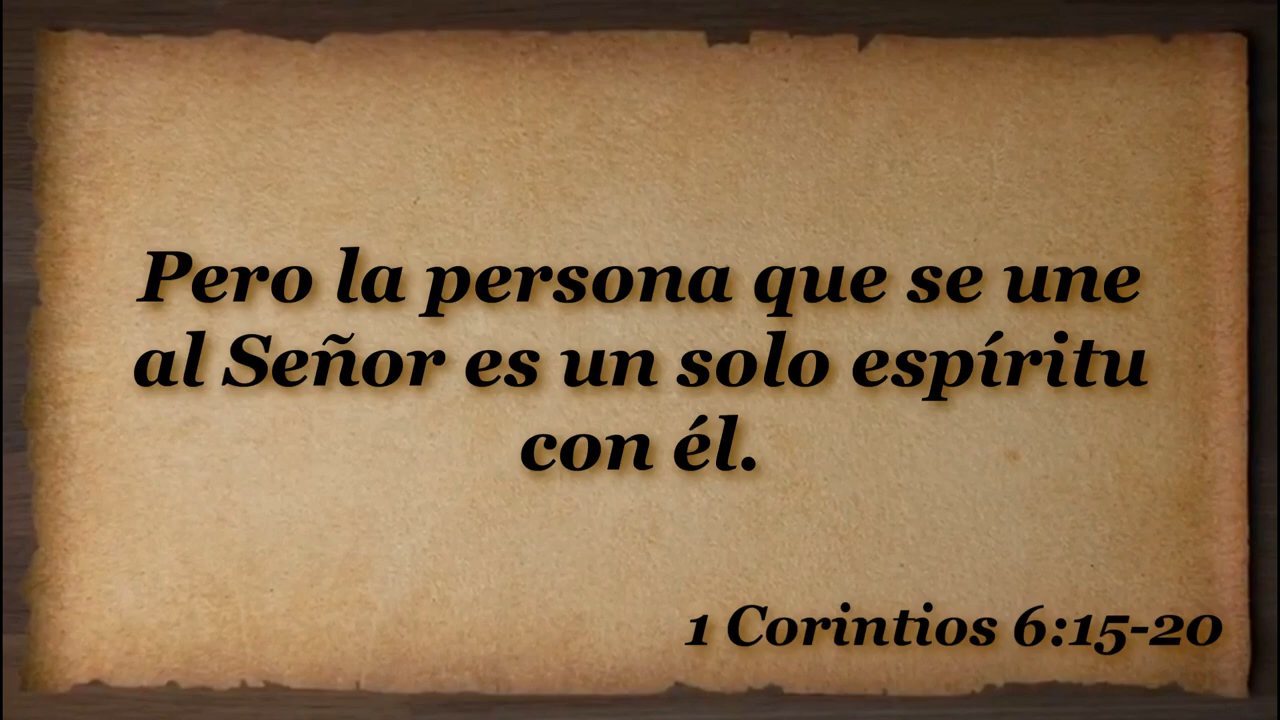 Pero la persona que se une
al Señor es un solo espíritu
con él.
1 Corintios 6:15-20